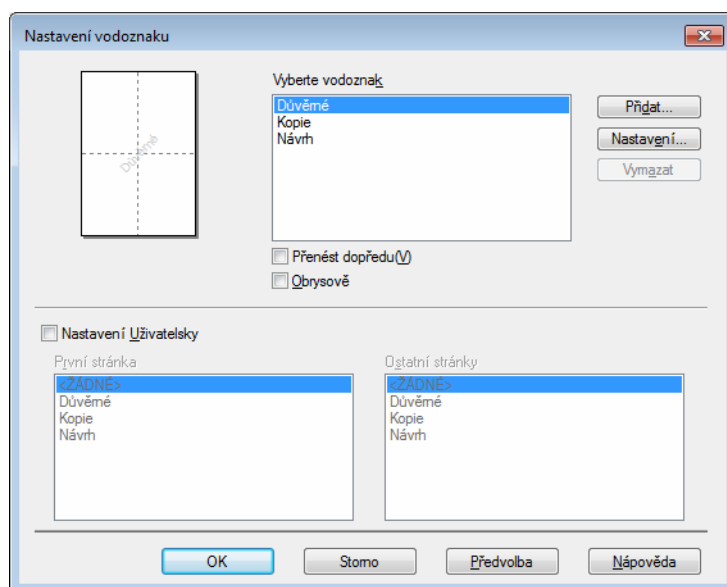 Nastavení vodoznaku
Vyberte vodoznak
Důvěrné
Kopie
Návrh
Přidat...
Nastavení...
Vymazat
Důvěrné
Přenést dopředu(V)
Obrysově
Nastavení Uživatelsky
První stránka
<ŽÁDNÉ>
Důvěrné
Kopie
Návrh
Ostatní stránky
<ŽÁDNÉ>
Důvěrné
Kopie
Návrh
OK
Storno
Předvolba
Nápověda